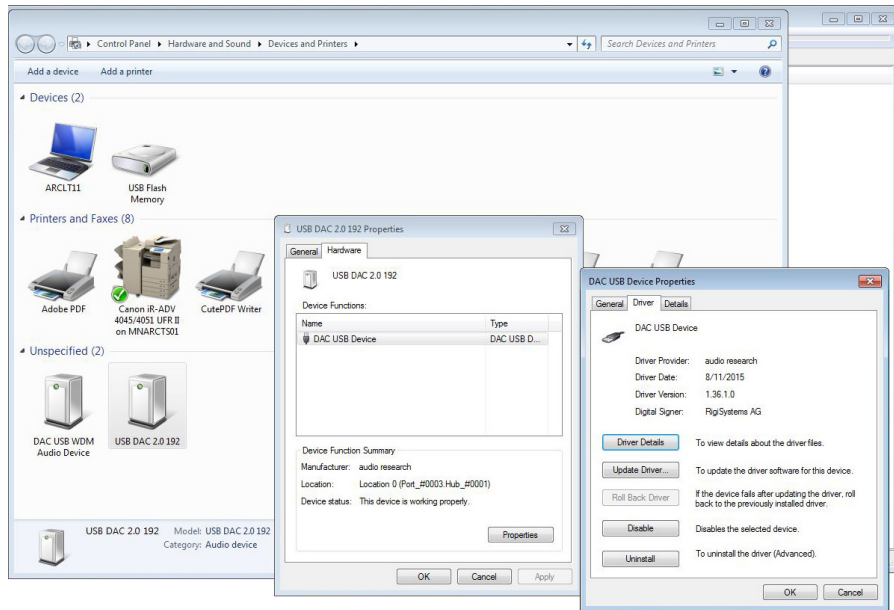 Control Panel ▸ Hardware and Sound ▸ Devices and Printers ▸
Search Devices and Printers
Add a device Add a printer
Devices (2)
ARCLT11
USB Flash
Memory
Printers and Faxes (8)
Adobe PDF
Canon iR-ADV
4045/4051 UFR II
on MNARCTS01
CutePDF Writer
Unspecified (2)
DAC USB WDM
Audio Device
USB DAC 2.0 192
USB DAC 2.0 192 Model: USB DAC 2.0 192
Category: Audio device
USB DAC 2.0 192 Properties
General Hardware
USB DAC 2.0 192
Device Functions:
Name Type
DAC USB Device DAC USB D...
Device Function Summary
Manufacturer: audio research
Location: Location 0 (Port_#0003.Hub_#0001)
Device status: This device is working properly.
Properties
OK Cancel Apply
DAC USB Device Properties
General Driver Details
DAC USB Device
Driver Provider: audio research
Driver Date: 8/11/2015
Driver Version: 1.36.1.0
Digital Signer: RigiSystems AG
Driver Details To view details about the driver files.
Update Driver... To update the driver software for this device.
Roll Back Driver If the device fails after updating the driver, roll
back to the previously installed driver.
Disable Disables the selected device.
Uninstall To uninstall the driver (Advanced).
OK Cancel